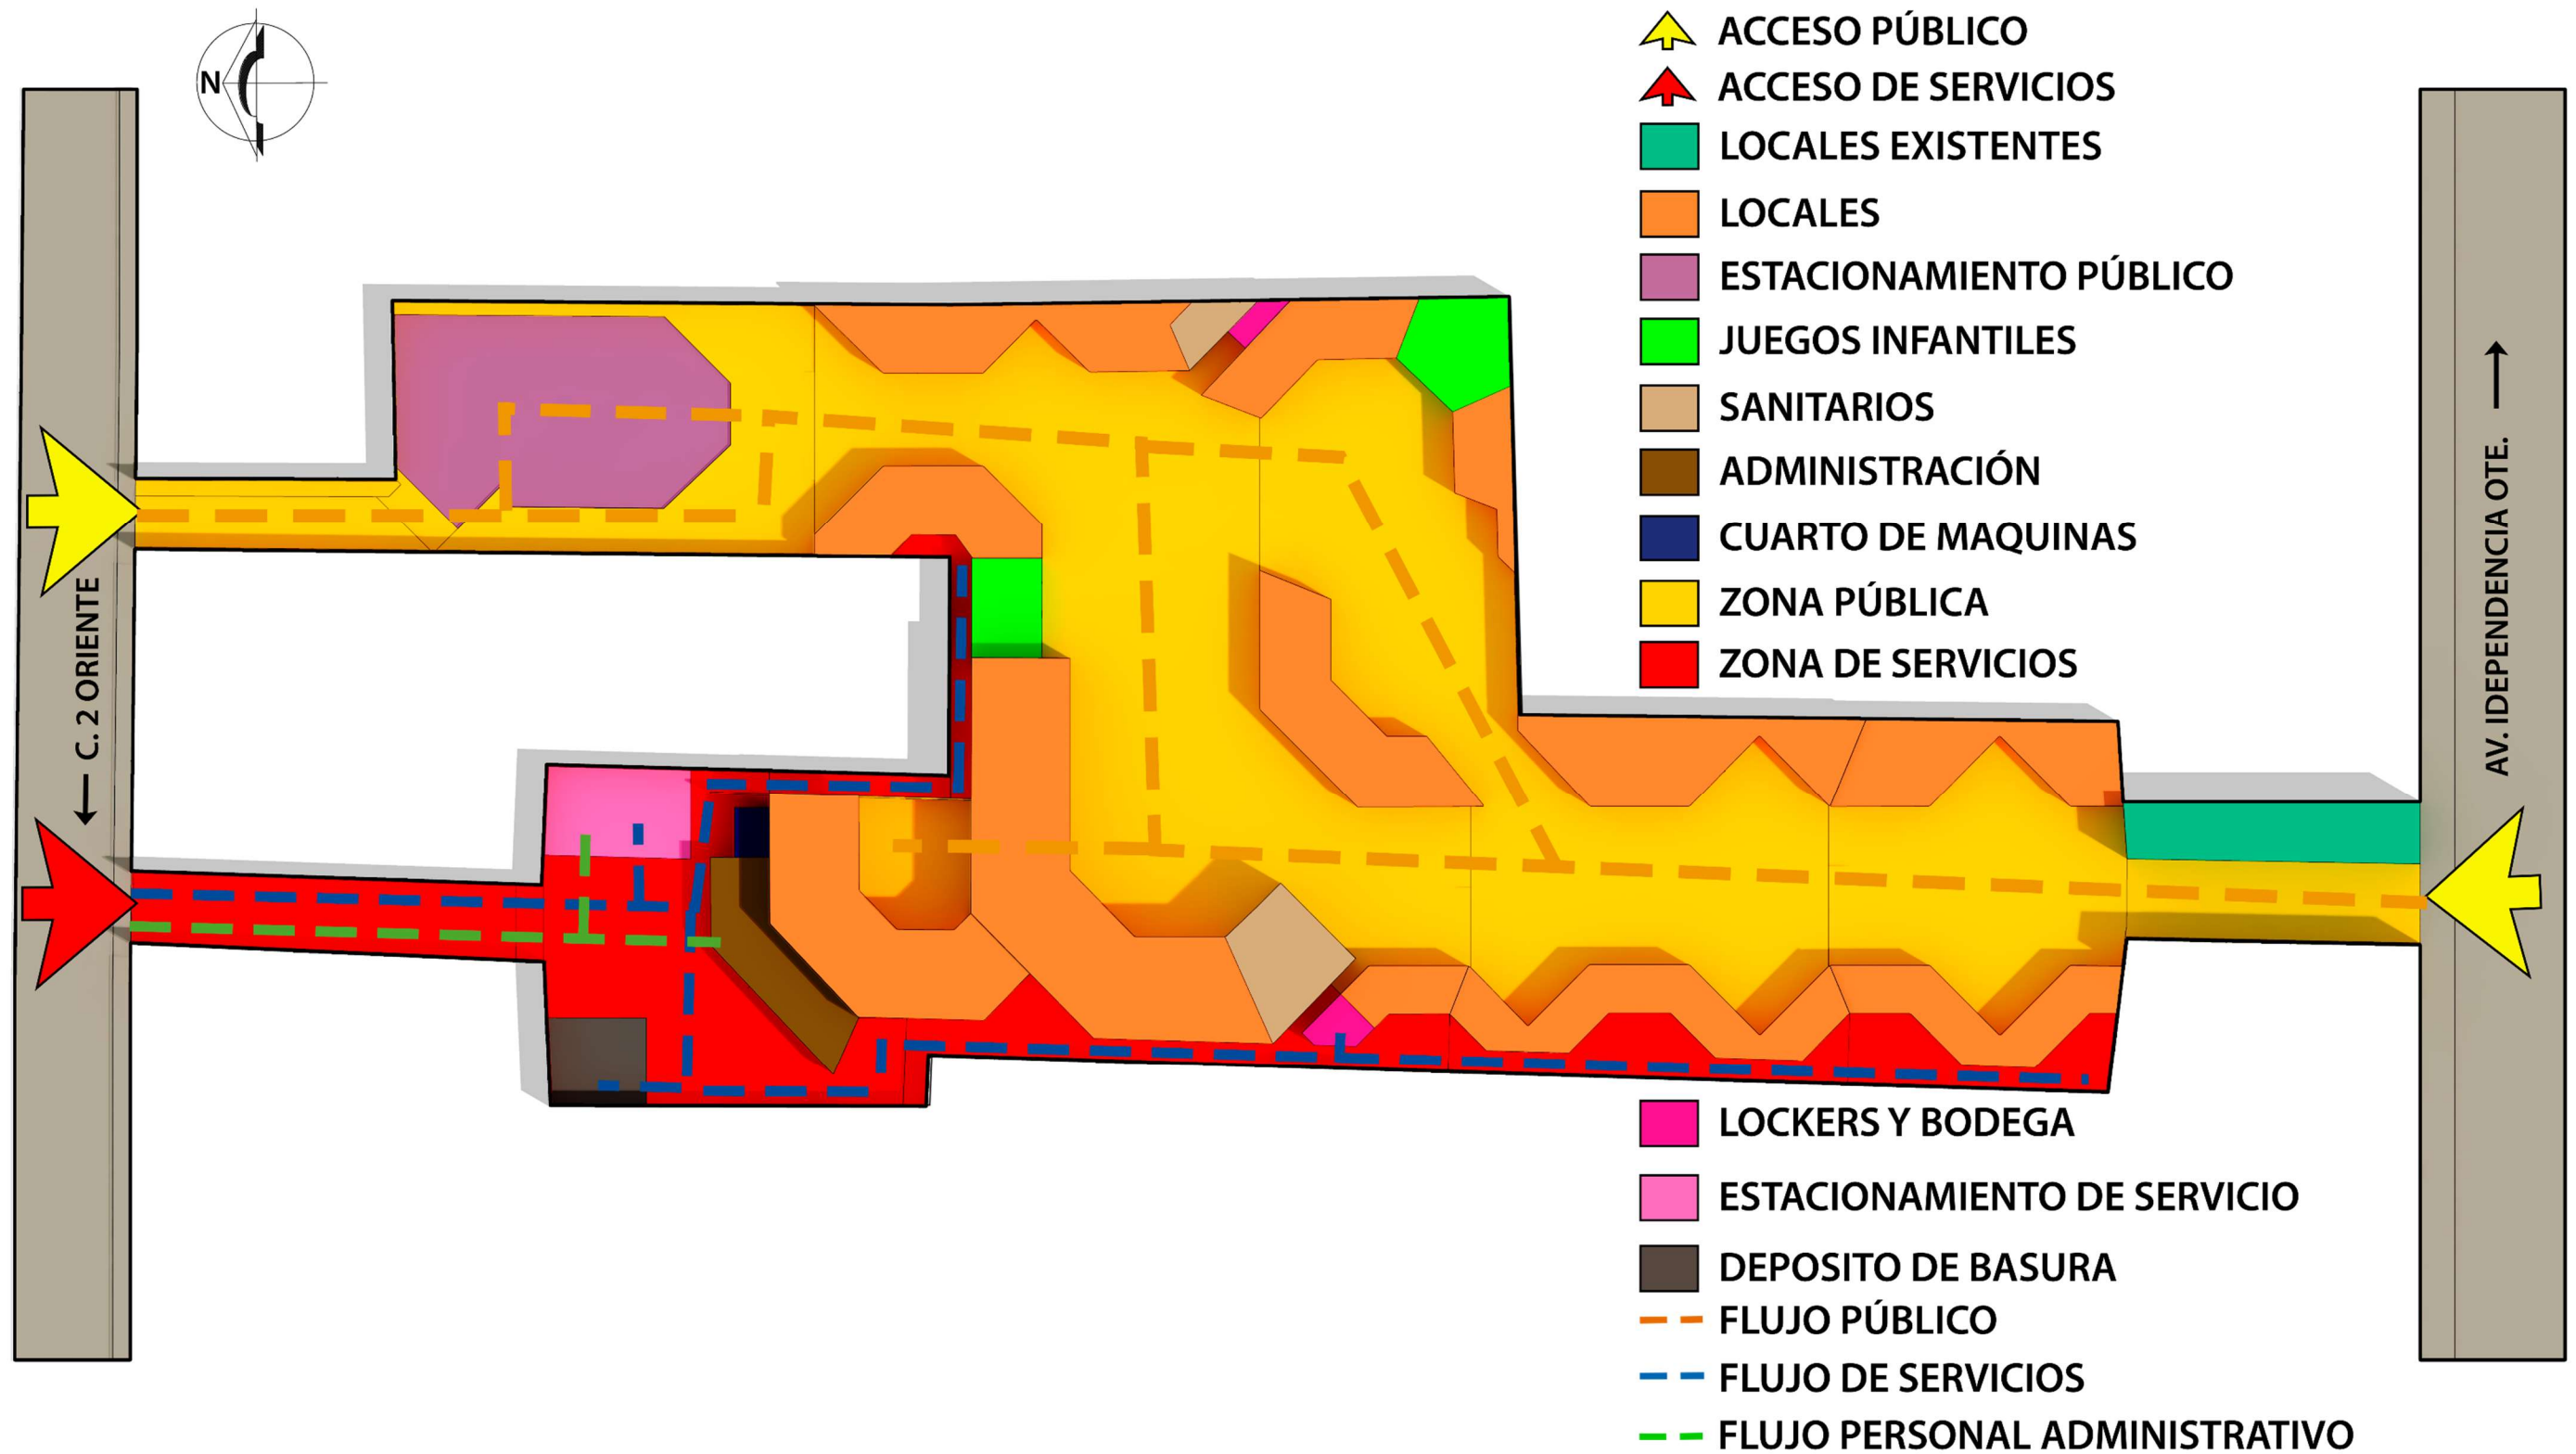 N
ACCESO PÚBLICO
ACCESO DE SERVICIOS
LOCALES EXISTENTES
LOCALES
ESTACIONAMIENTO PÚBLICO
JUEGOS INFANTILES
SANITARIOS
ADMINISTRACIÓN
CUARTO DE MAQUINAS
ZONA PÚBLICA
ZONA DE SERVICIOS
C. 2 ORIENTE
AV. IDEPENDENCIA OTE.
LOCKERS Y BODEGA
ESTACIONAMIENTO DE SERVICIO
DEPOSITO DE BASURA
FLUJO PÚBLICO
FLUJO DE SERVICIOS
FLUJO PERSONAL ADMINISTRATIVO